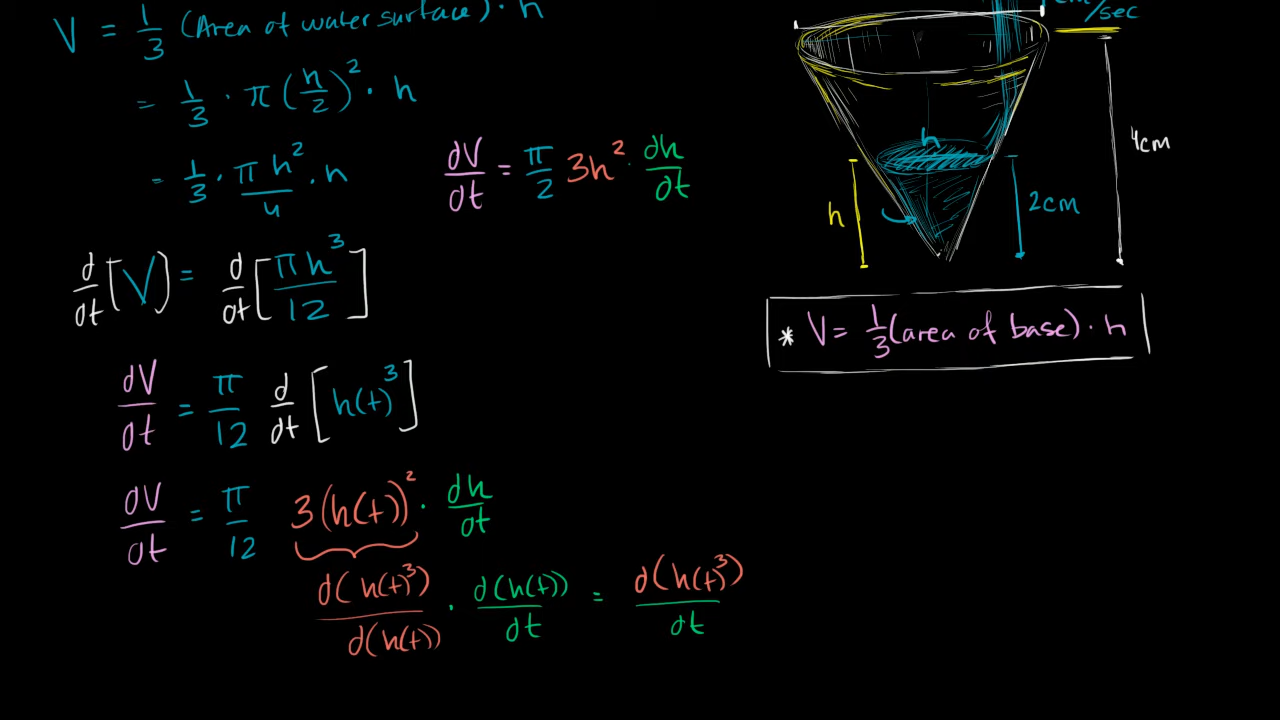 V = 1/3 (Area of water surface) · h
= 1/3 · π (h/2)² · h
= 1/3 · πh²/4 · h
dV/dt = π/2 3h² · dh/dt
d/dt [V] = d/dt [πh³/12]
dV/dt = π/12 d/dt [h(t)³]
dV/dt = π/12 3(h(t))² · dh/dt
d(h(t)³)/d(h(t)) · d(h(t))/dt = d(h(t)³)/dt
/sec
4cm
h
h
2cm
* V = 1/3 (area of base) · h